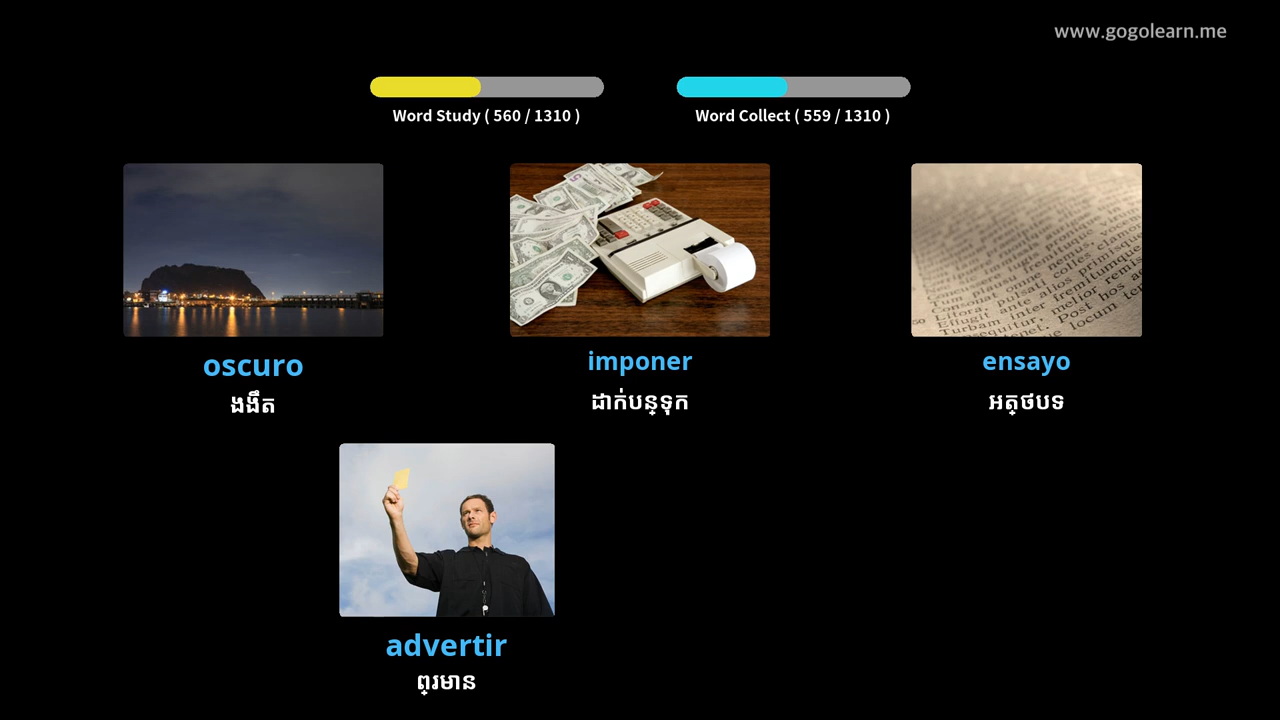 www.gogolearn.me
Word Study ( 560 / 1310 )
Word Collect ( 559 / 1310 )
oscuro
ងងឹត
imponer
ដាក់បន្ទុក
ensayo
អត្ថបទ
advertir
ព្រមាន